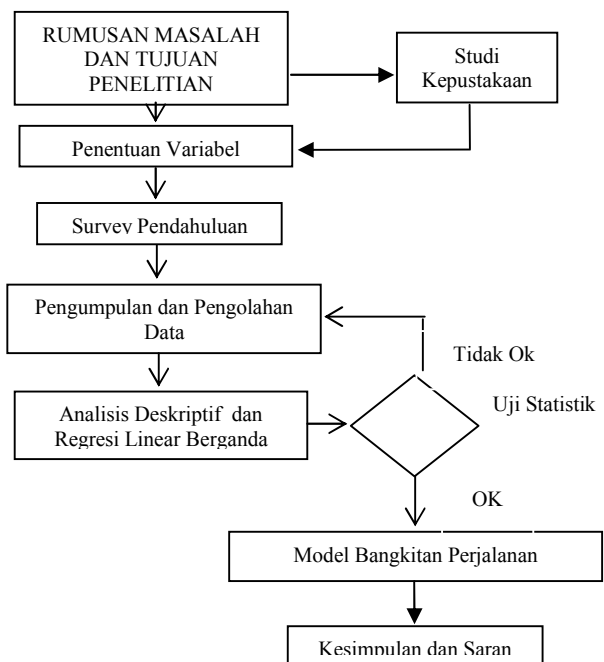 RUMUSAN MASALAH
DAN TUJUAN
PENELITIAN
Studi
Kepustakaan
Penentuan Variabel
Survey Pendahuluan
Pengumpulan dan Pengolahan
Data
Tidak Ok
Uji Statistik
Analisis Deskriptif dan
Regresi Linear Berganda
OK
Model Bangkitan Perjalanan
Kesimpulan dan Saran